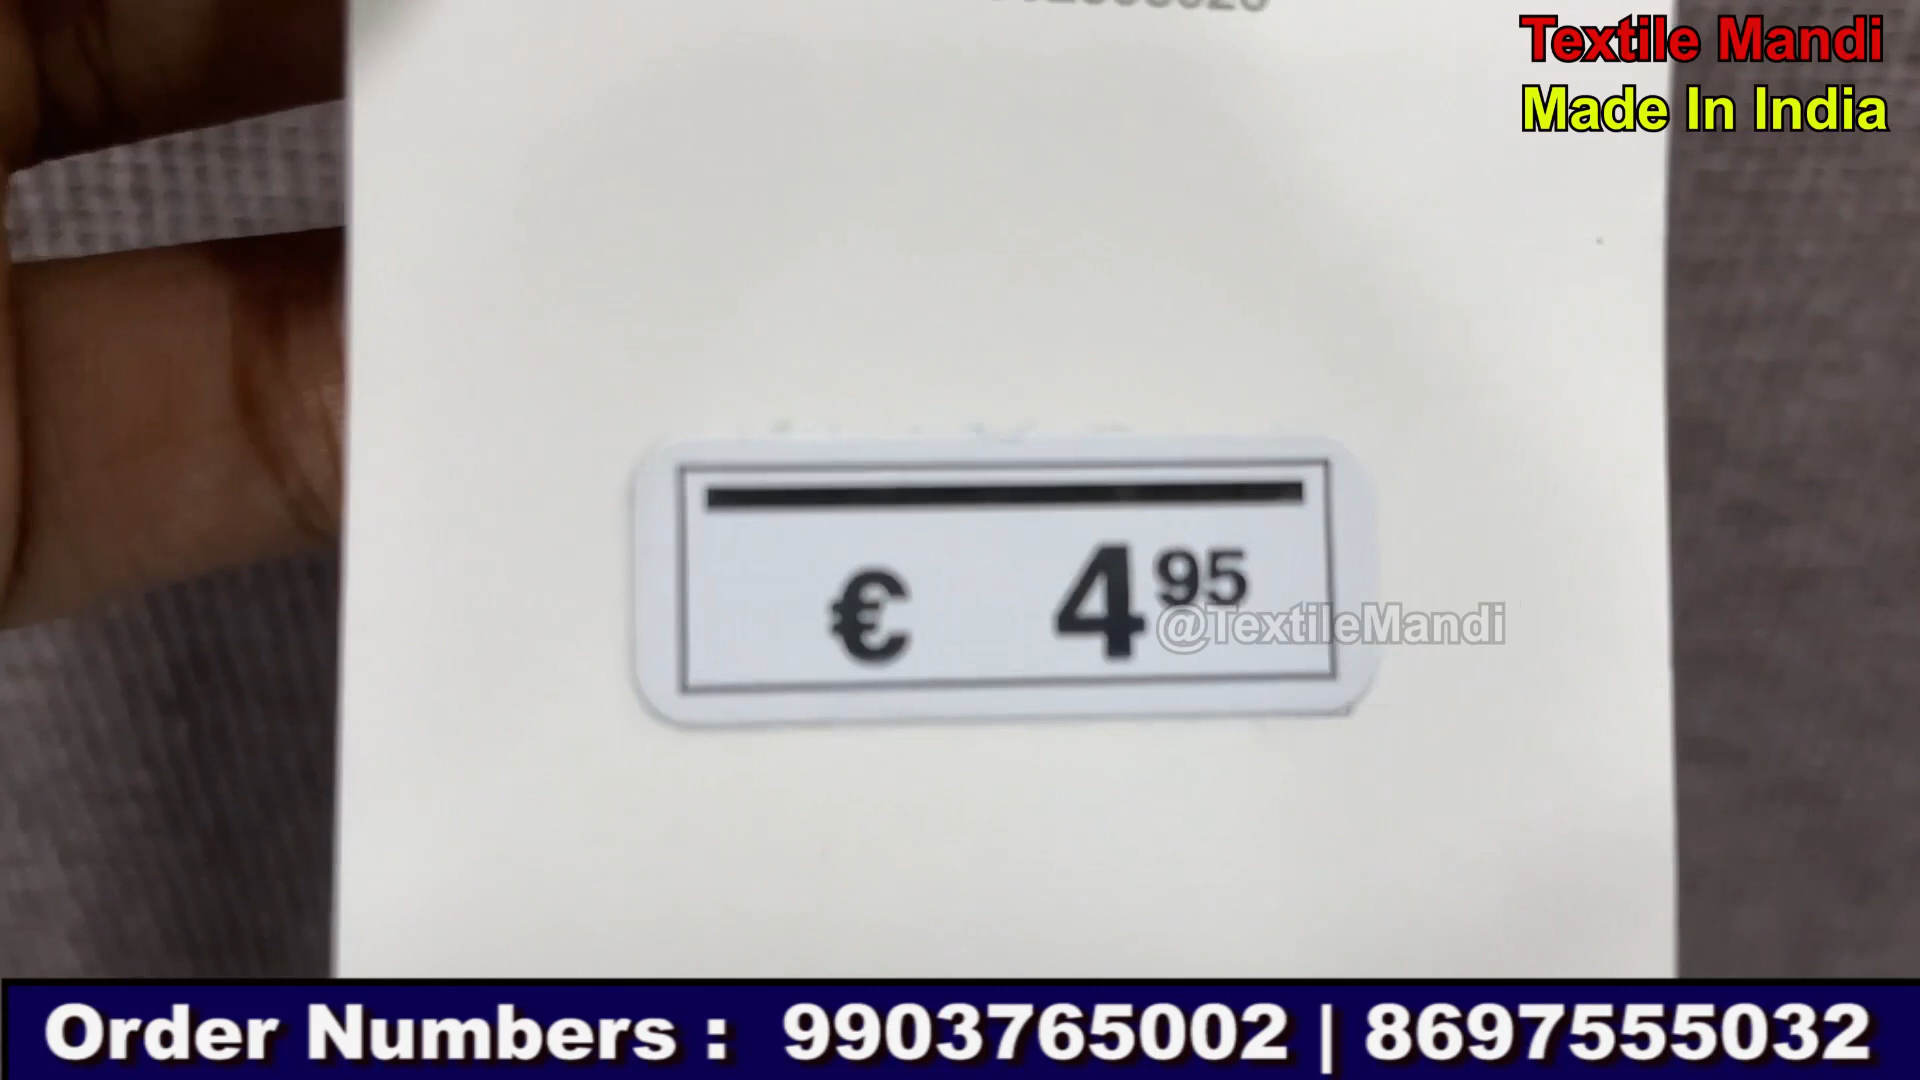 Textile Mandi
Made In India
€ 4 95
@TextileMandi
Order Numbers : 9903765002 | 8697555032